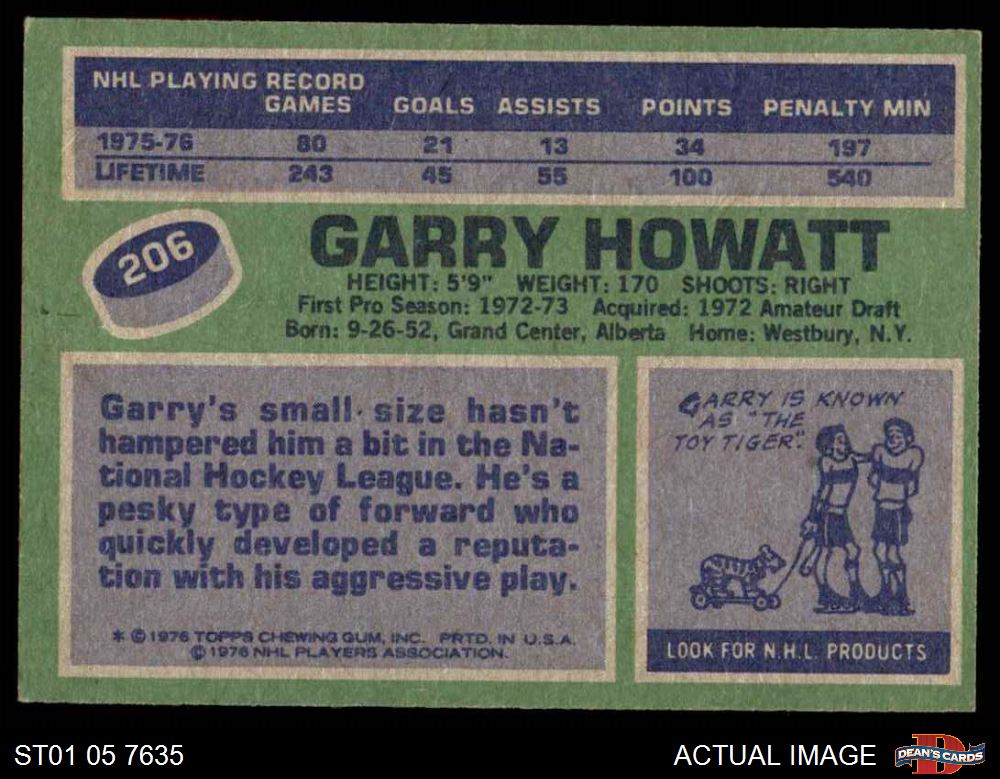 NHL PLAYING RECORD
GAMES GOALS ASSISTS POINTS PENALTY MIN
1975-76 80 21 13 34 197
LIFETIME 243 45 55 100 540
206
GARRY HOWATT
HEIGHT: 5'9" WEIGHT: 170 SHOOTS: RIGHT
First Pro Season: 1972-73 Acquired: 1972 Amateur Draft
Born: 9-26-52, Grand Center, Alberta Home: Westbury, N.Y.
Garry's small size hasn't
hampered him a bit in the Na-
tional Hockey League. He's a
pesky type of forward who
quickly developed a reputa-
tion with his aggressive play.
* © 1976 TOPPS CHEWING GUM, INC. PRTD. IN U.S.A.
© 1976 NHL PLAYERS ASSOCIATION.
GARRY IS KNOWN
AS "THE
TOY TIGER".
LOOK FOR N.H.L. PRODUCTS
ST01 05 7635
ACTUAL IMAGE
DEAN'S CARDS